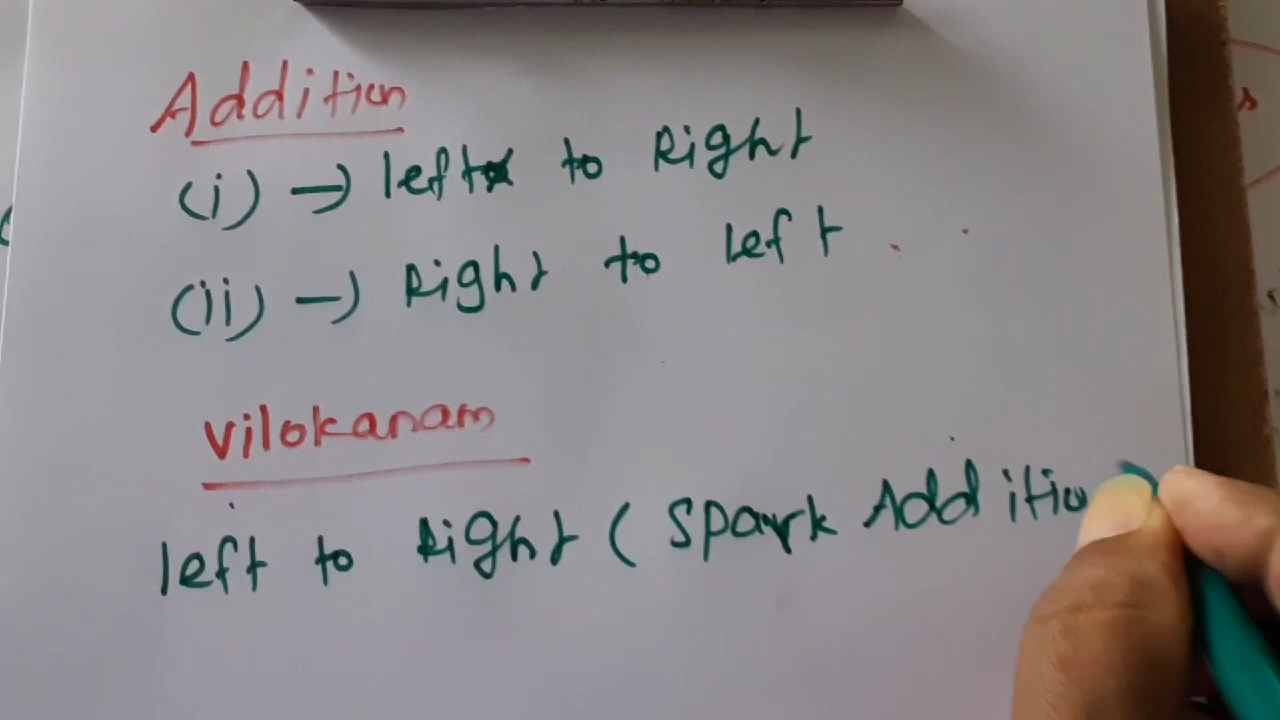 Addition
(i) → left to Right
(ii) → Right to left
Vilokanam
left to Right ( Spark Additio